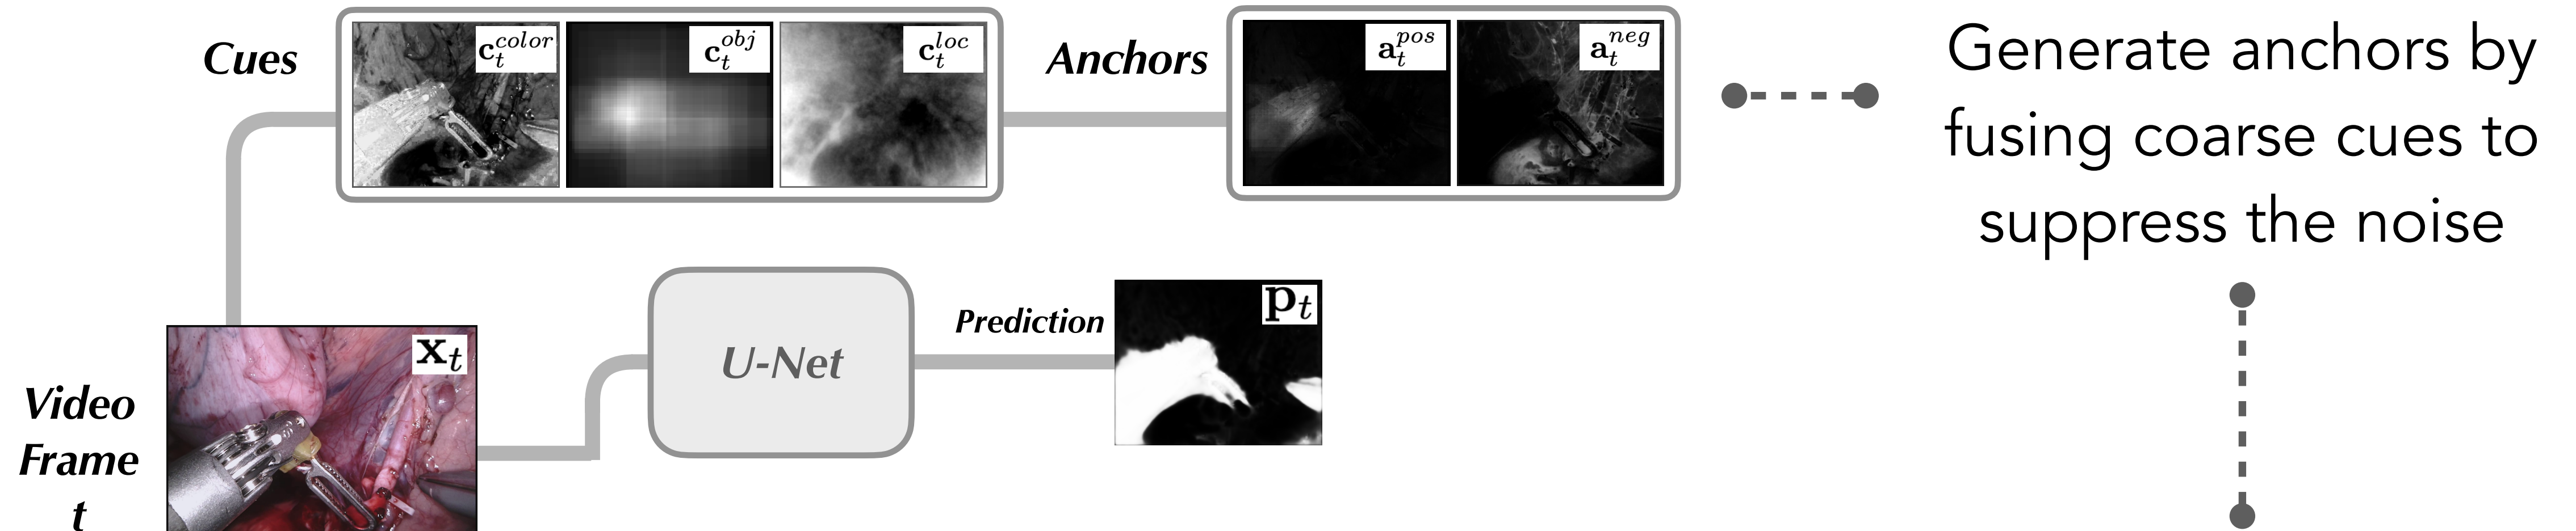 Cues
c_t^{color}
c_t^{obj}
c_t^{loc}
Anchors
a_t^{pos}
a_t^{neg}
Generate anchors by
fusing coarse cues to
suppress the noise
Video
Frame
t
x_t
U-Net
Prediction
p_t